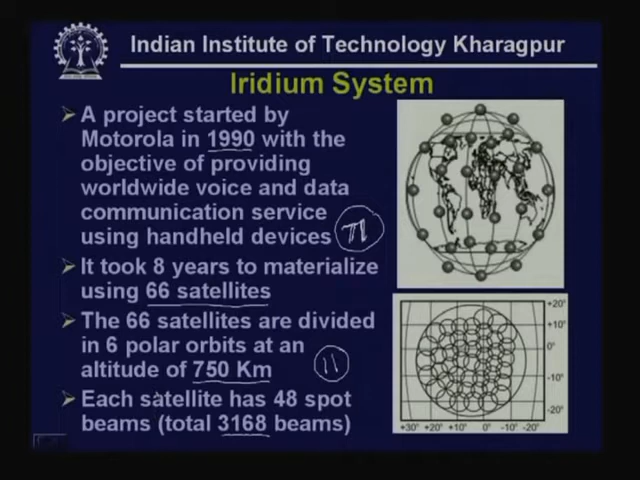 Indian Institute of Technology Kharagpur
Iridium System
A project started by
Motorola in 1990 with the
objective of providing
worldwide voice and data
communication service
using handheld devices 77
It took 8 years to materialize
using 66 satellites
The 66 satellites are divided
in 6 polar orbits at an
altitude of 750 Km 11
Each satellite has 48 spot
beams (total 3168 beams)
+20°
+10°
0°
-10°
-20°
+30° +20° +10° 0° -10° -20°